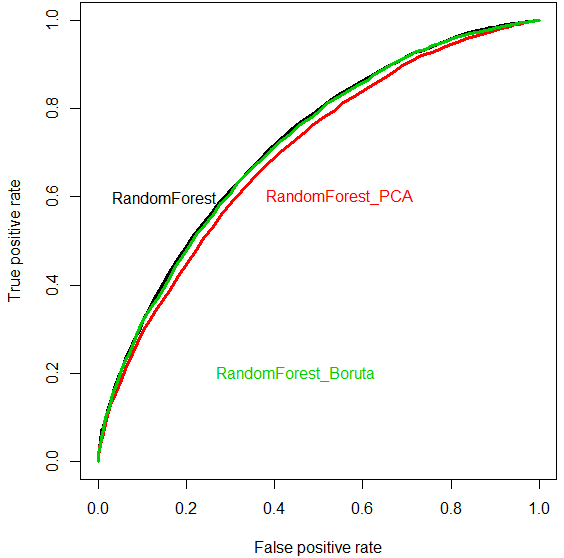 1.0
0.8
0.6
0.4
0.2
0.0
True positive rate
RandomForest
RandomForest_PCA
RandomForest_Boruta
0.0 0.2 0.4 0.6 0.8 1.0
False positive rate